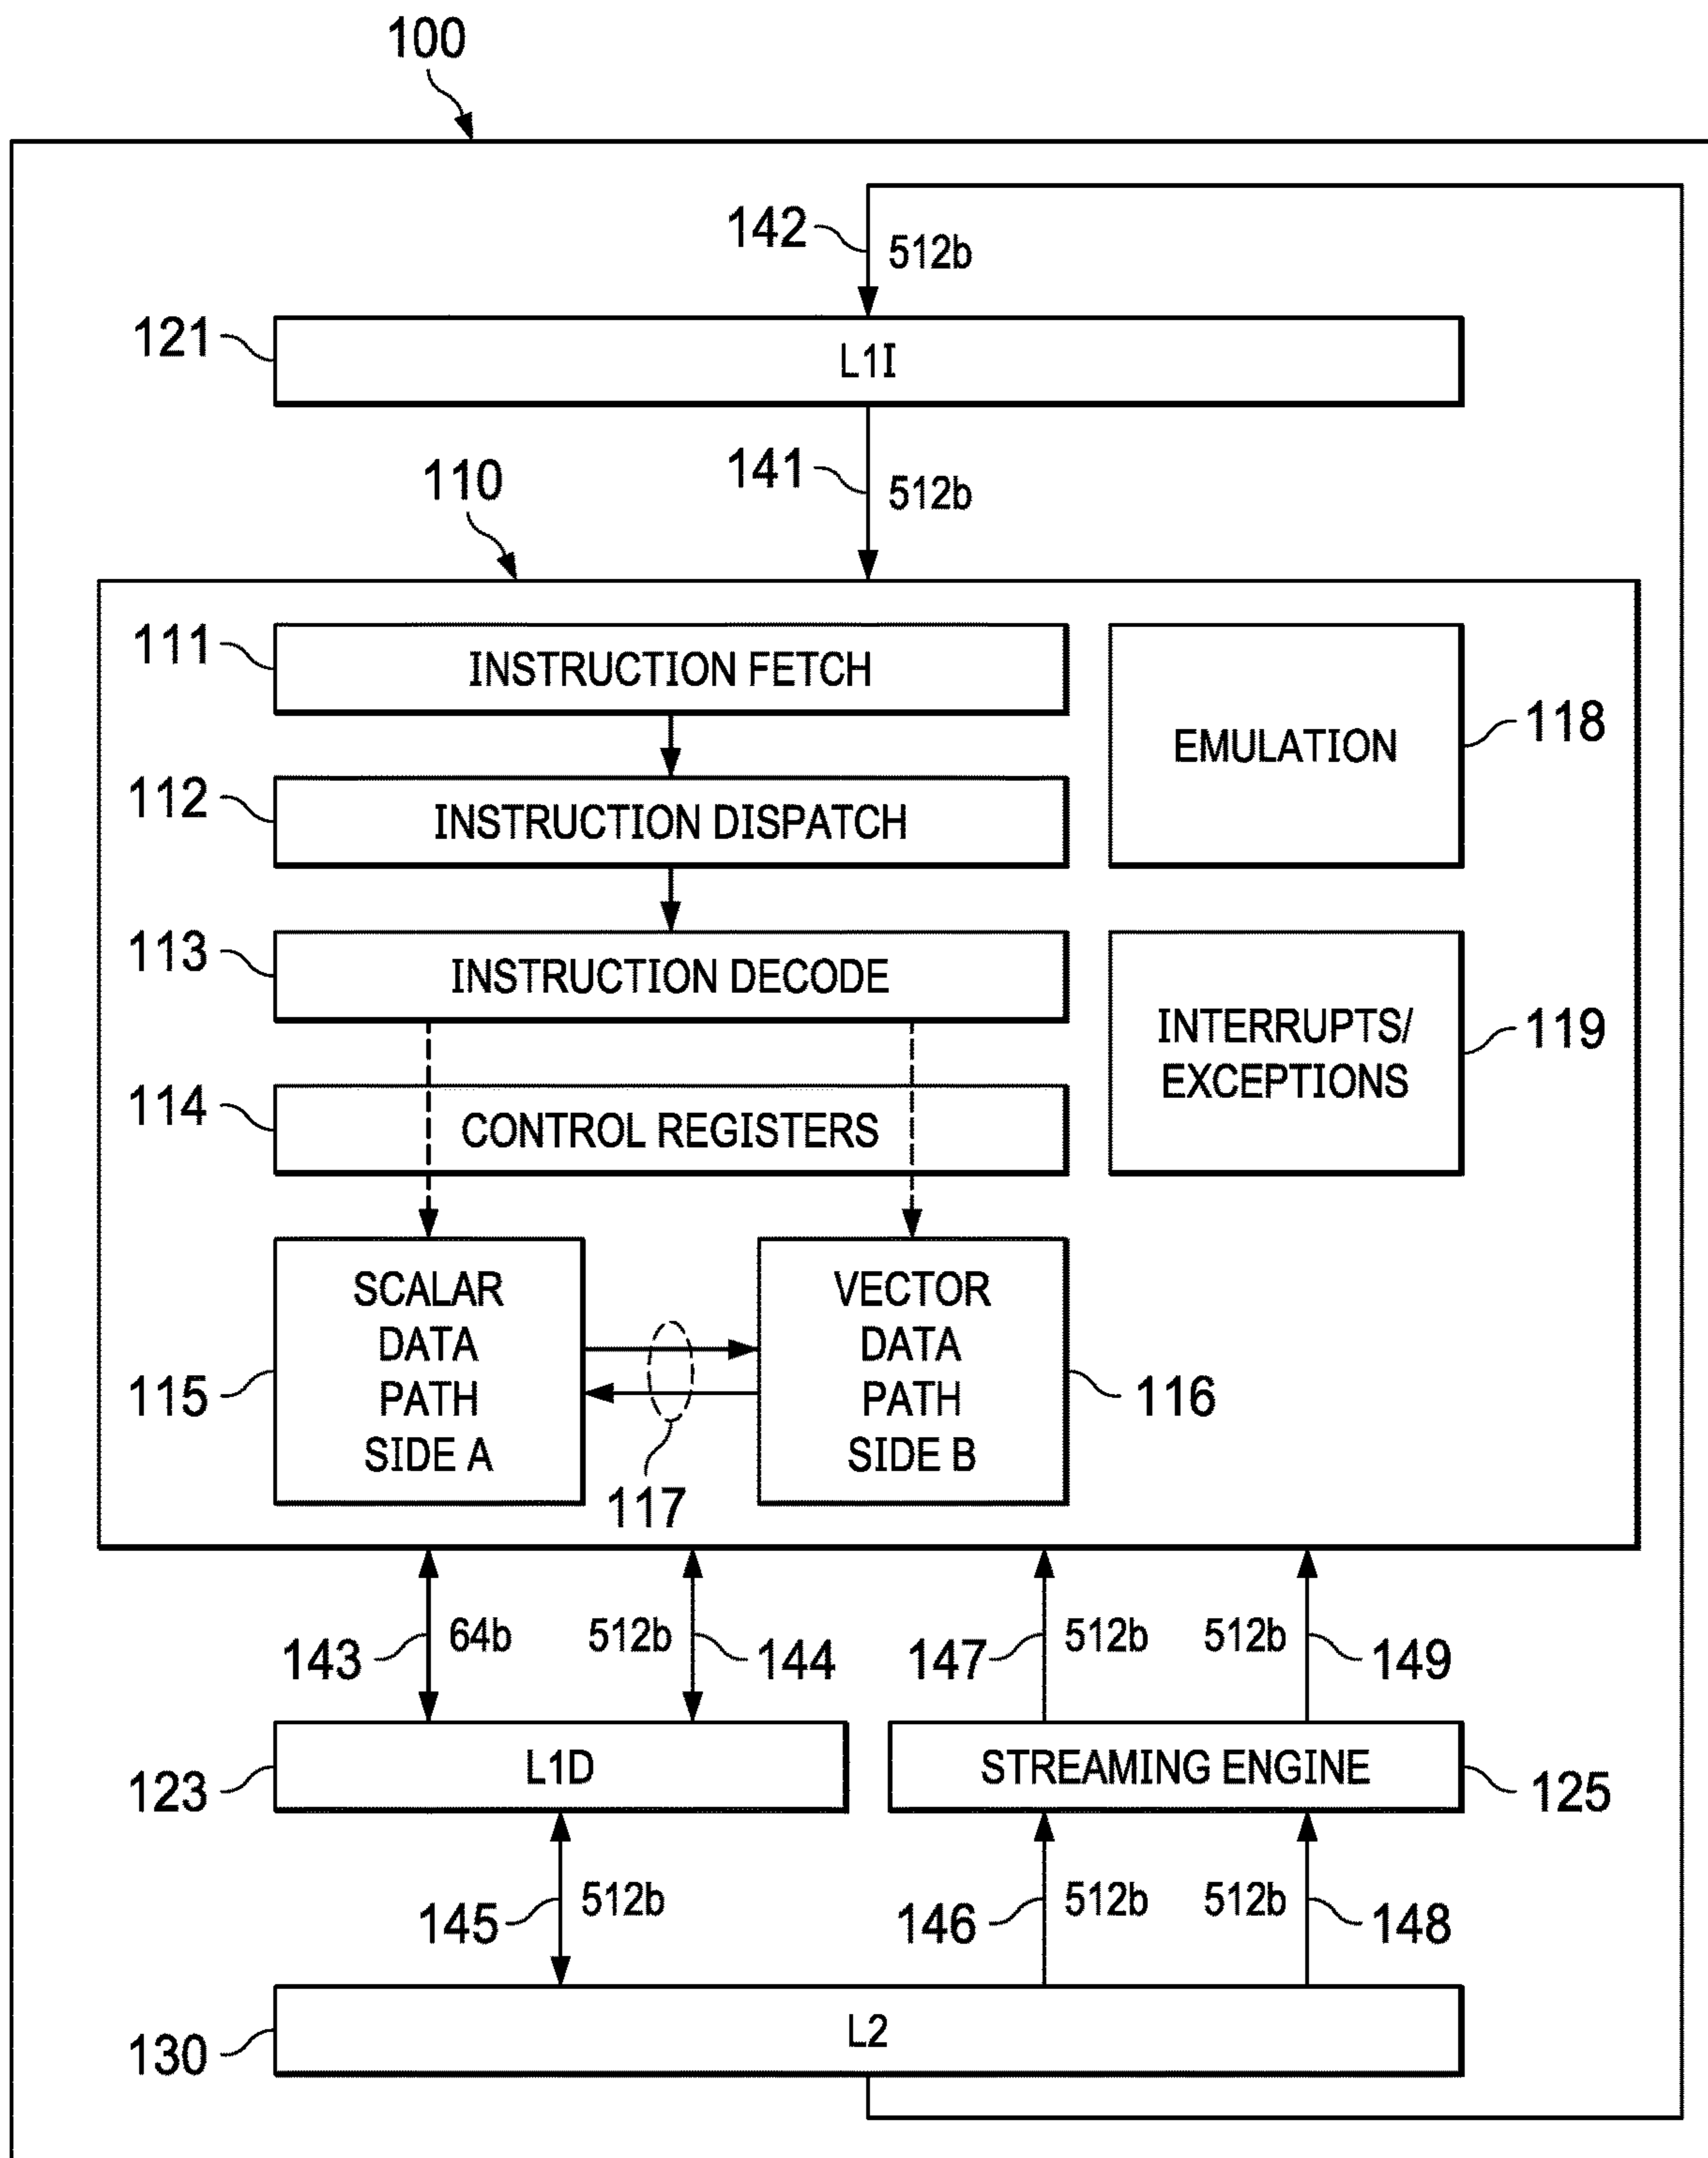 100
142
512b
121
L1I
141
512b
110
111
INSTRUCTION FETCH
118
EMULATION
112
INSTRUCTION DISPATCH
113
INSTRUCTION DECODE
119
INTERRUPTS/
EXCEPTIONS
114
CONTROL REGISTERS
SCALAR
DATA
PATH
SIDE A
115
VECTOR
DATA
PATH
SIDE B
116
117
143
64b
512b
144
147
512b
512b
149
123
L1D
STREAMING ENGINE
125
145
512b
146
512b
512b
148
130
L2